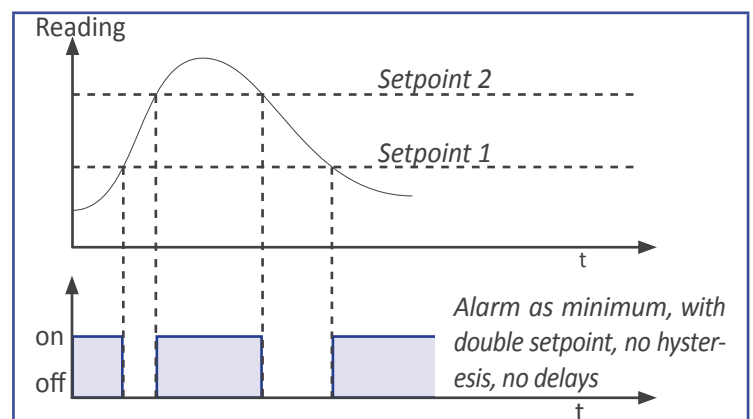 Reading
Setpoint 2
Setpoint 1
t
on
off
Alarm as minimum, with
double setpoint, no hyster-
esis, no delays
t